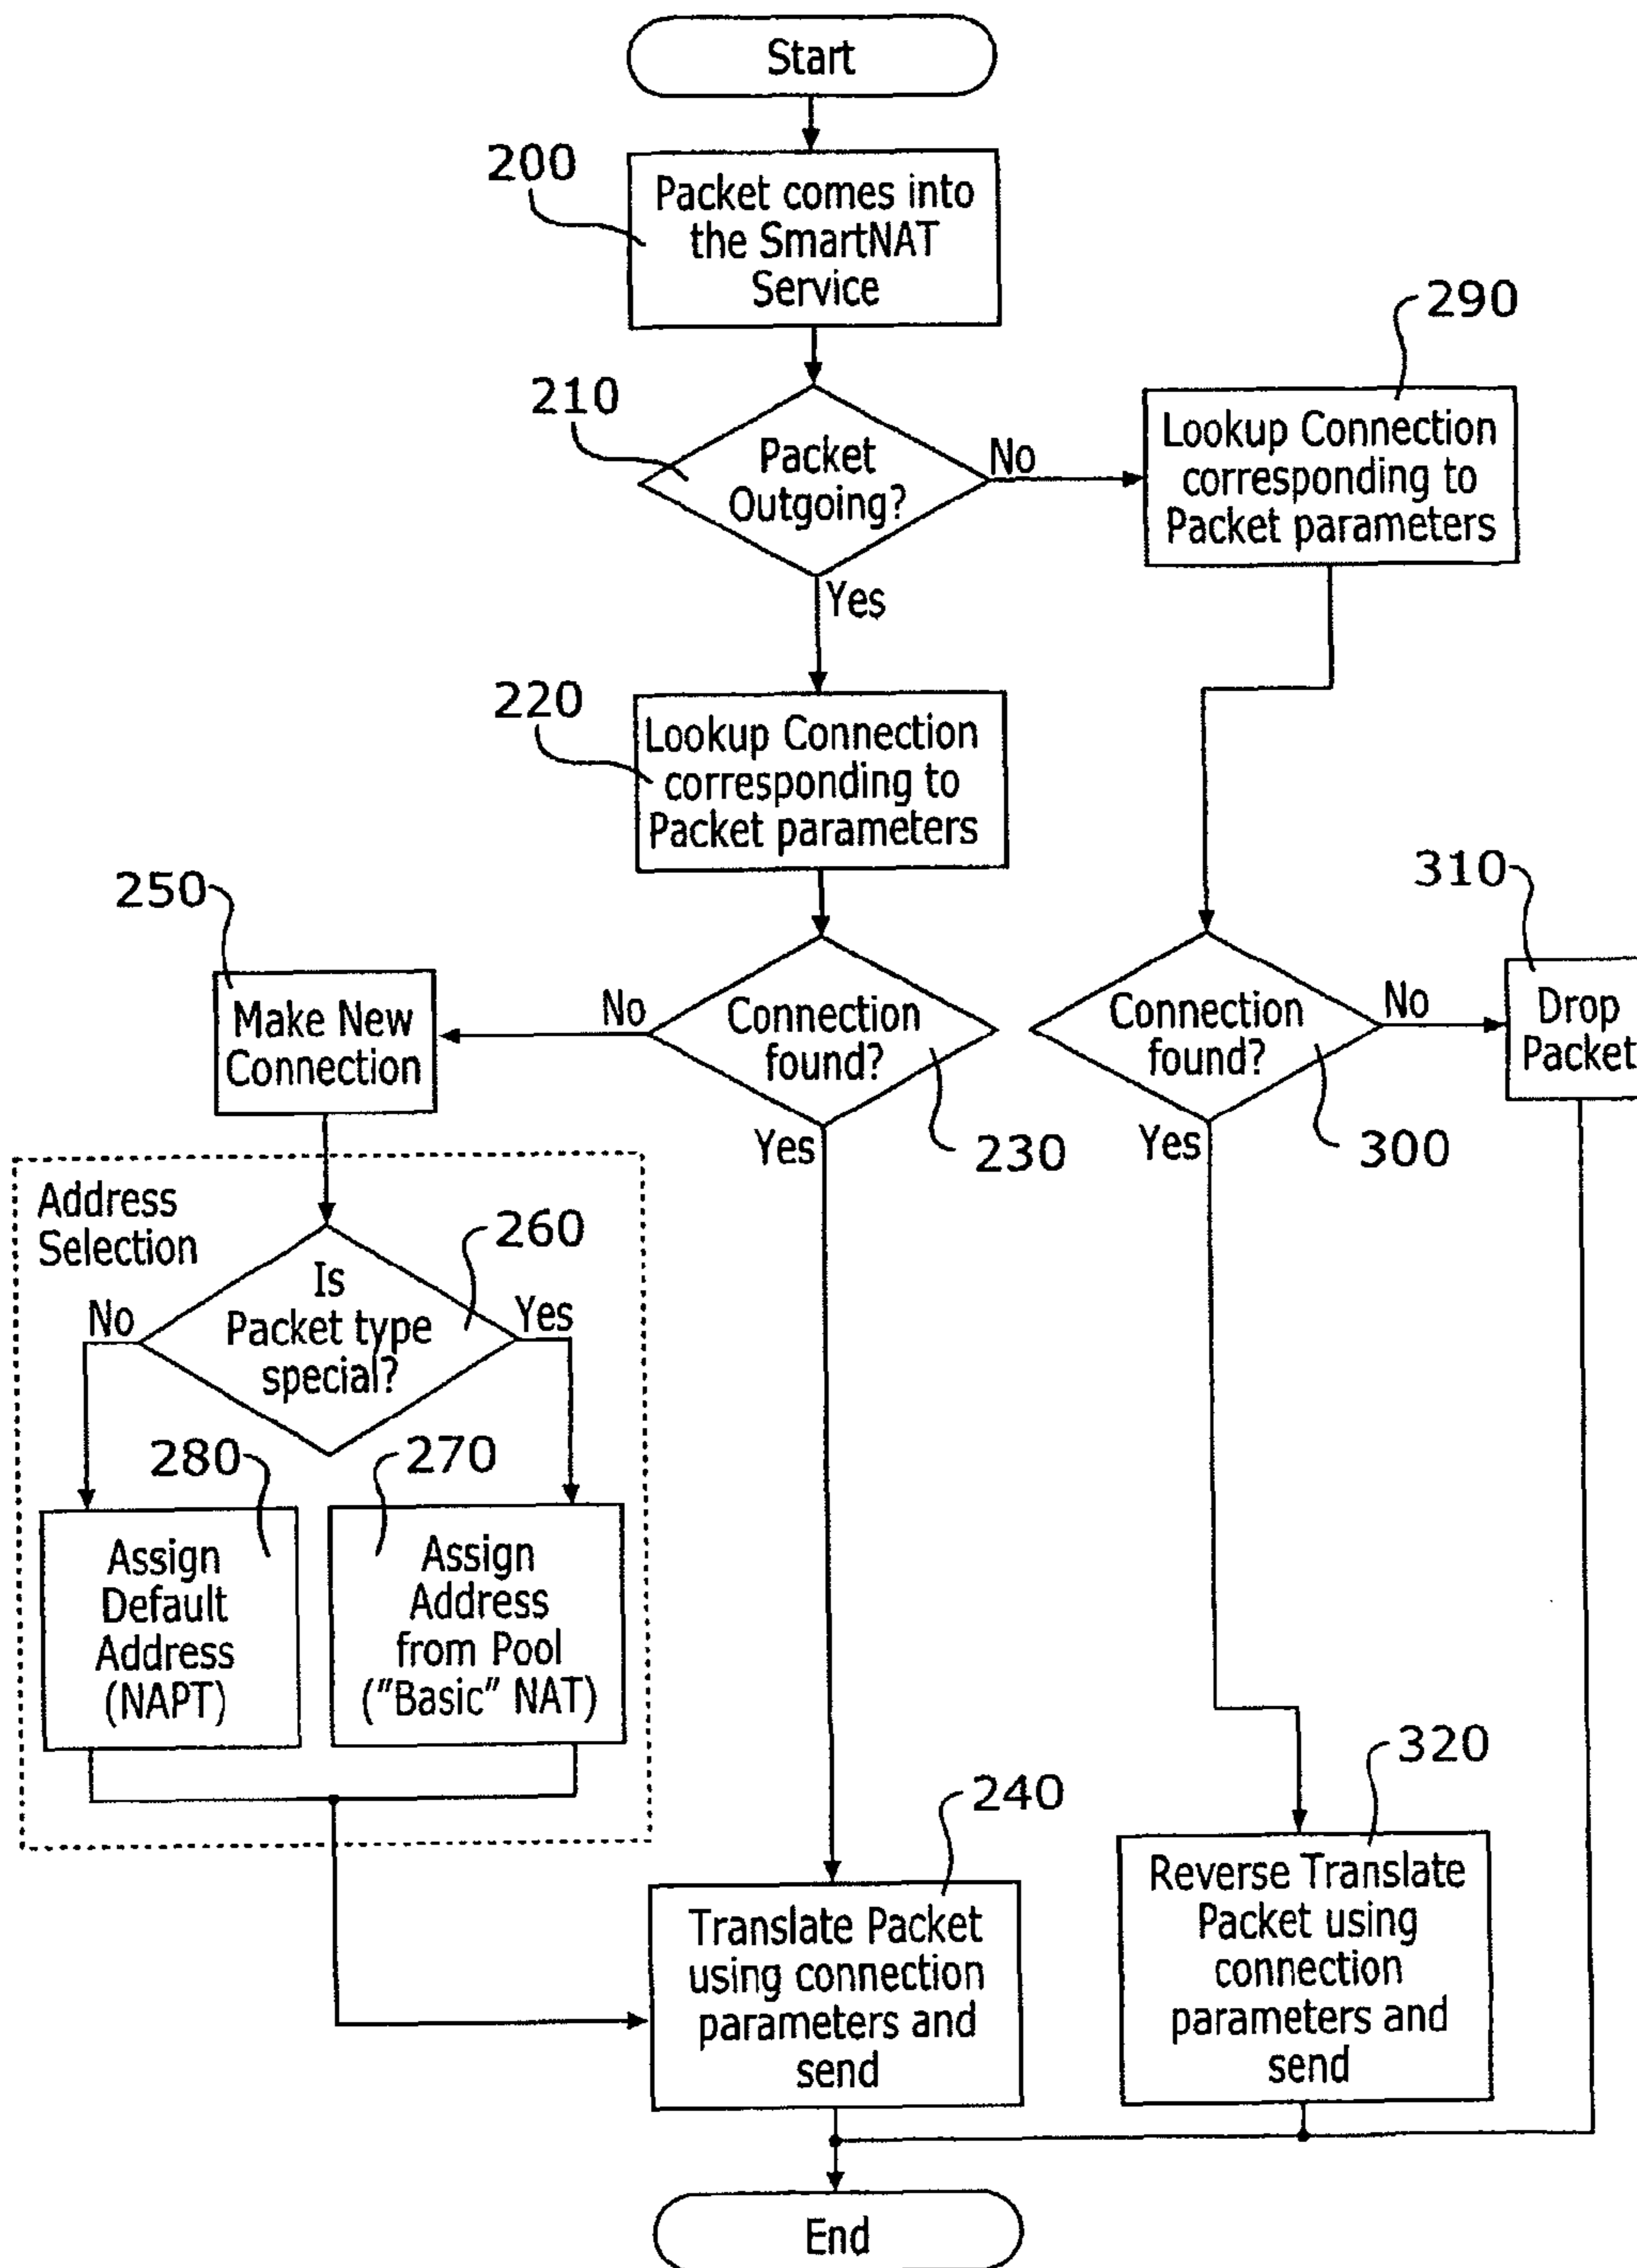 Start
200
Packet comes into
the SmartNAT
Service
290
210
Packet
Outgoing?
No
Lookup Connection
corresponding to
Packet parameters
Yes
220
Lookup Connection
corresponding to
Packet parameters
250
310
Make New
Connection
No
Connection
found?
230
Yes
Connection
found?
No
300
Yes
Drop
Packet
Address
Selection
260
Is
Packet type
special?
No
Yes
280
270
Assign
Default
Address
(NAPT)
Assign
Address
from Pool
("Basic" NAT)
240
320
Translate Packet
using connection
parameters and
send
Reverse Translate
Packet using
connection
parameters and
send
End